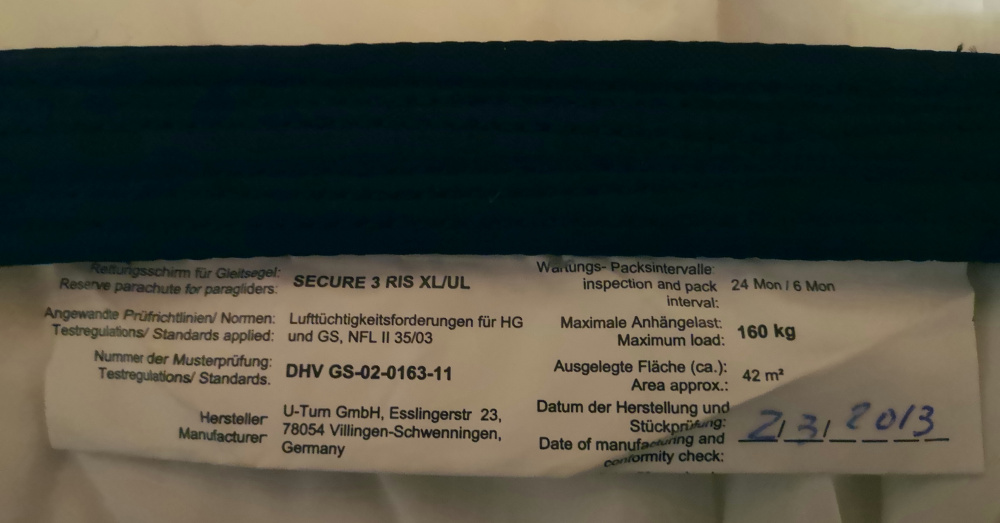 Rettungsschirm für Gleitsegel:
Reserve parachute for paragliders:
SECURE 3 RIS XL/UL
Angewandte Prüfrichtlinien/ Normen:
Testregulations/ Standards applied:
Lufttüchtigkeitsforderungen für HG
und GS, NFL II 35/03
Nummer der Musterprüfung:
Testregulations/ Standards.
DHV GS-02-0163-11
Hersteller
Manufacturer
U-Turn GmbH, Esslingerstr 23,
78054 Villingen-Schwenningen,
Germany
Wartungs- Packsintervalle:
inspection and pack
interval:
24 Mon / 6 Mon
Maximale Anhängelast:
Maximum load:
160 kg
Ausgelegte Fläche (ca.):
Area approx.:
42 m²
Datum der Herstellung und
Stückprüfung:
Date of manufacturing and
conformity check:
2/3/2013